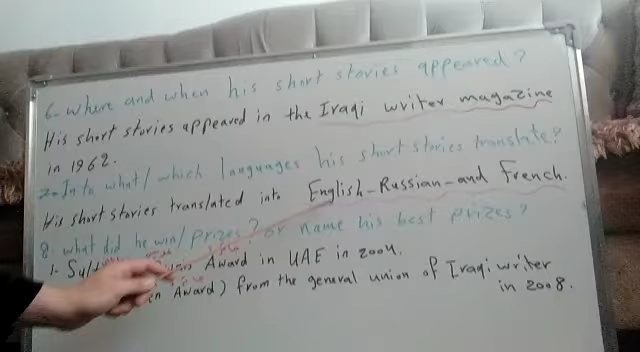 6. Where and when his short stories appeared?
His short stories appeared in the Iraqi writer magazine
in 1962.
7. In to what/which languages his short stories translate?
His short stories translated into English-Russian-and French.
8. what did he win/prizes? or name his best prizes?
1. Award in UAE in 2004.
Award) from the general union of Iraqi writer
in 2008.